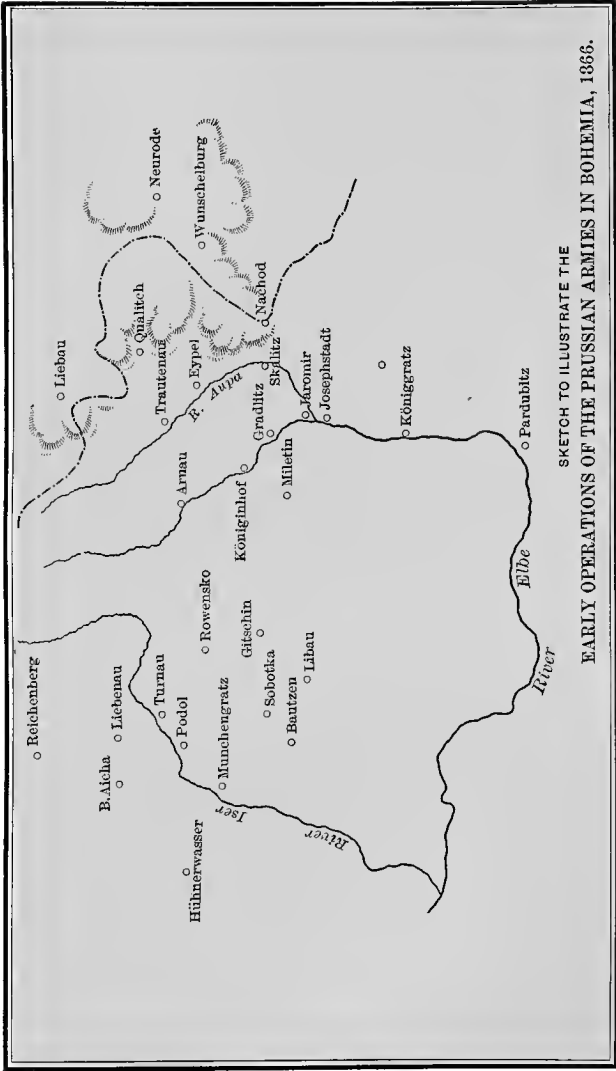 Reichenberg
Liebau
B.Aicha
Liebenau
Qualitch
Neurode
Turnau
Trautenau
Podol
Arnau
Hühnerwasser
Eypel
Wunschelburg
Rowensko
R. Aupa
Munchengratz
Iser River
Königinhof
Gitschin
Gradlitz
Nachod
Sobotka
Skalitz
Miletin
Bautzen
Jaromir
Libau
Josephstadt
Königgratz
Pardubitz
River Elbe
SKETCH TO ILLUSTRATE THE
EARLY OPERATIONS OF THE PRUSSIAN ARMIES IN BOHEMIA, 1866.